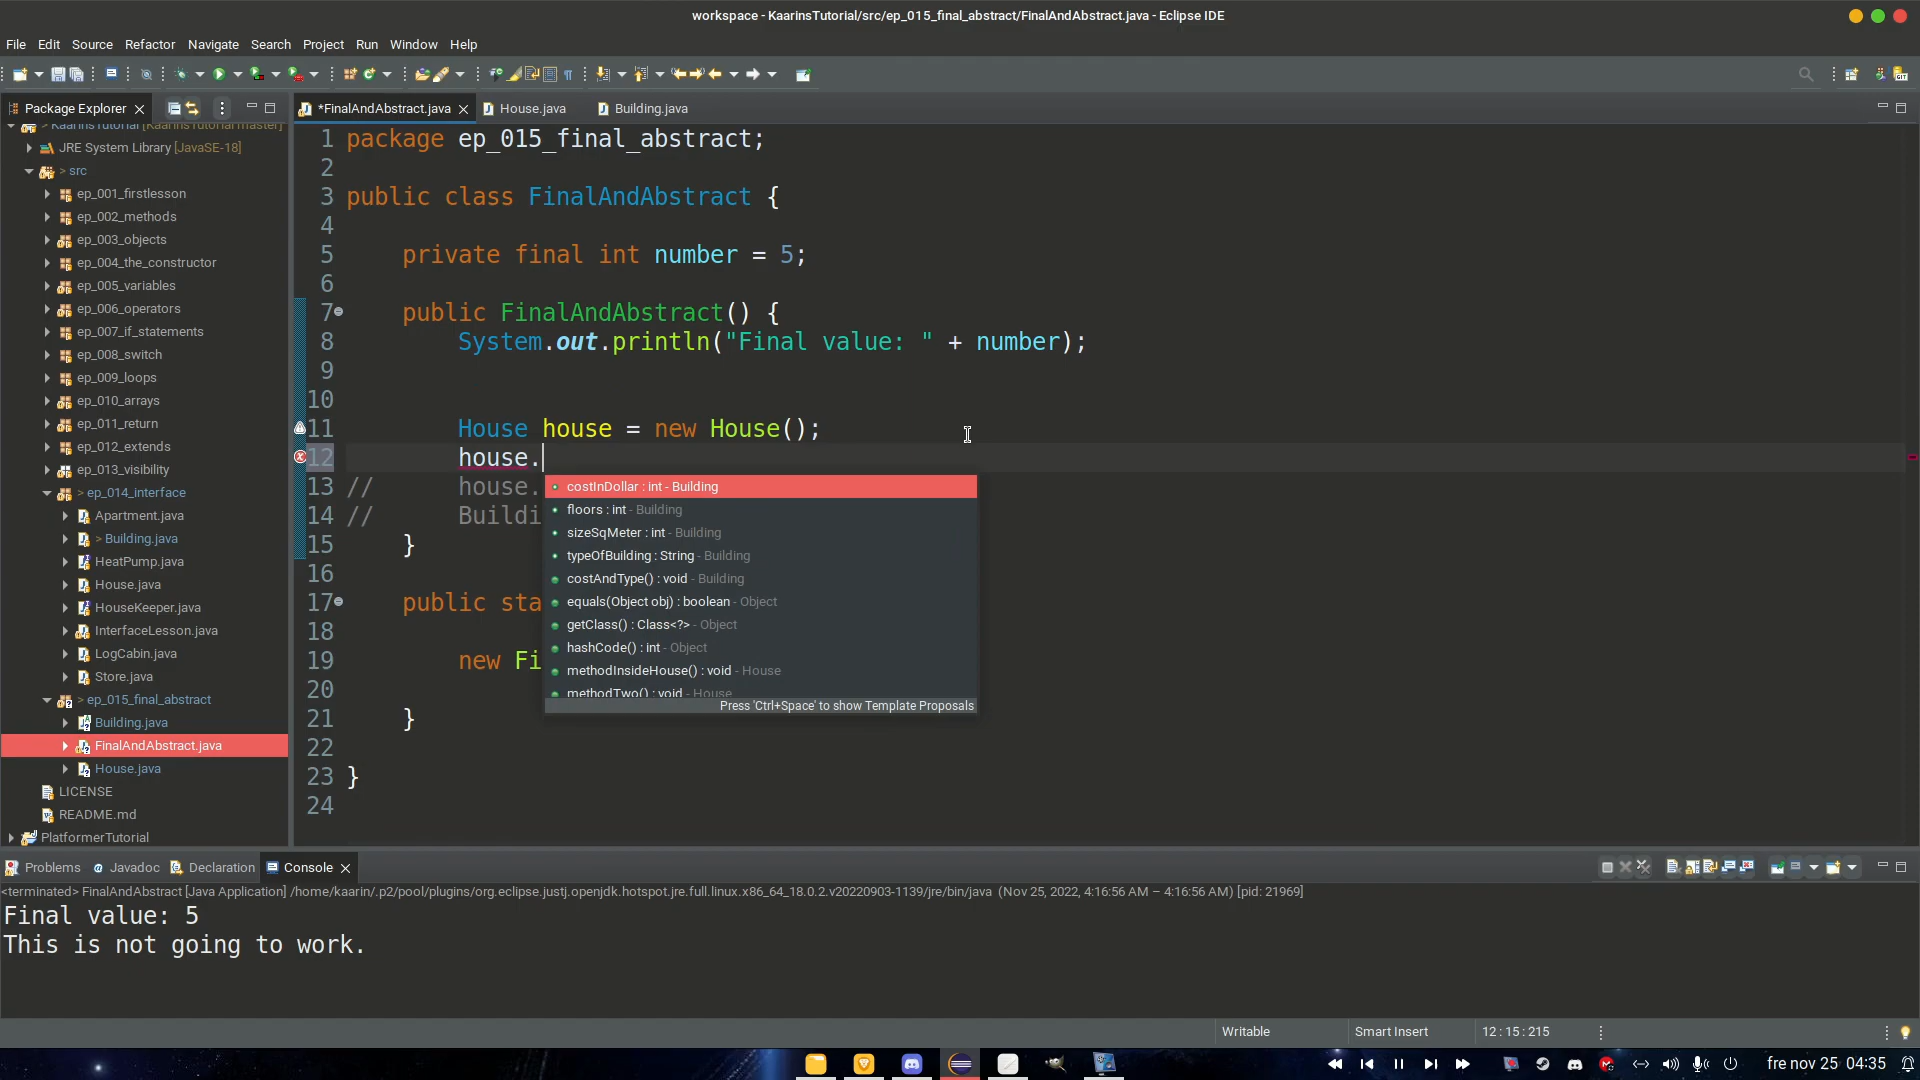 workspace - KaarinsTutorial/src/ep_015_final_abstract/FinalAndAbstract.java - Eclipse IDE
File Edit Source Refactor Navigate Search Project Run Window Help
Package Explorer
*FinalAndAbstract.java House.java Building.java
> KaarinsTutorial [KaarinsTutorial master]
JRE System Library [JavaSE-18]
> src
ep_001_firstlesson
ep_002_methods
ep_003_objects
ep_004_the_constructor
ep_005_variables
ep_006_operators
ep_007_if_statements
ep_008_switch
ep_009_loops
ep_010_arrays
ep_011_return
ep_012_extends
ep_013_visibility
> ep_014_interface
Apartment.java
> Building.java
HeatPump.java
House.java
HouseKeeper.java
InterfaceLesson.java
LogCabin.java
Store.java
> ep_015_final_abstract
Building.java
FinalAndAbstract.java
House.java
LICENSE
README.md
PlatformerTutorial
1 package ep_015_final_abstract;
2
3 public class FinalAndAbstract {
4
5 private final int number = 5;
6
7 public FinalAndAbstract() {
8 System.out.println("Final value: " + number);
9
10
11 House house = new House();
12 house.
13 // house.
14 // Buildi
15 }
16
17 public sta
18
19 new Fi
20
21 }
22
23 }
24
costInDollar : int - Building
floors : int - Building
sizeSqMeter : int - Building
typeOfBuilding : String - Building
costAndType() : void - Building
equals(Object obj) : boolean - Object
getClass() : Class<?> - Object
hashCode() : int - Object
methodInsideHouse() : void - House
methodTwo() : void - House
Press 'Ctrl+Space' to show Template Proposals
Problems Javadoc Declaration Console
<terminated> FinalAndAbstract [Java Application] /home/kaarin/.p2/pool/plugins/org.eclipse.justj.openjdk.hotspot.jre.full.linux.x86_64_18.0.2.v20220903-1139/jre/bin/java (Nov 25, 2022, 4:16:56 AM – 4:16:56 AM) [pid: 21969]
Final value: 5
This is not going to work.
Writable Smart Insert 12 : 15 : 215
fre nov 25 04:35